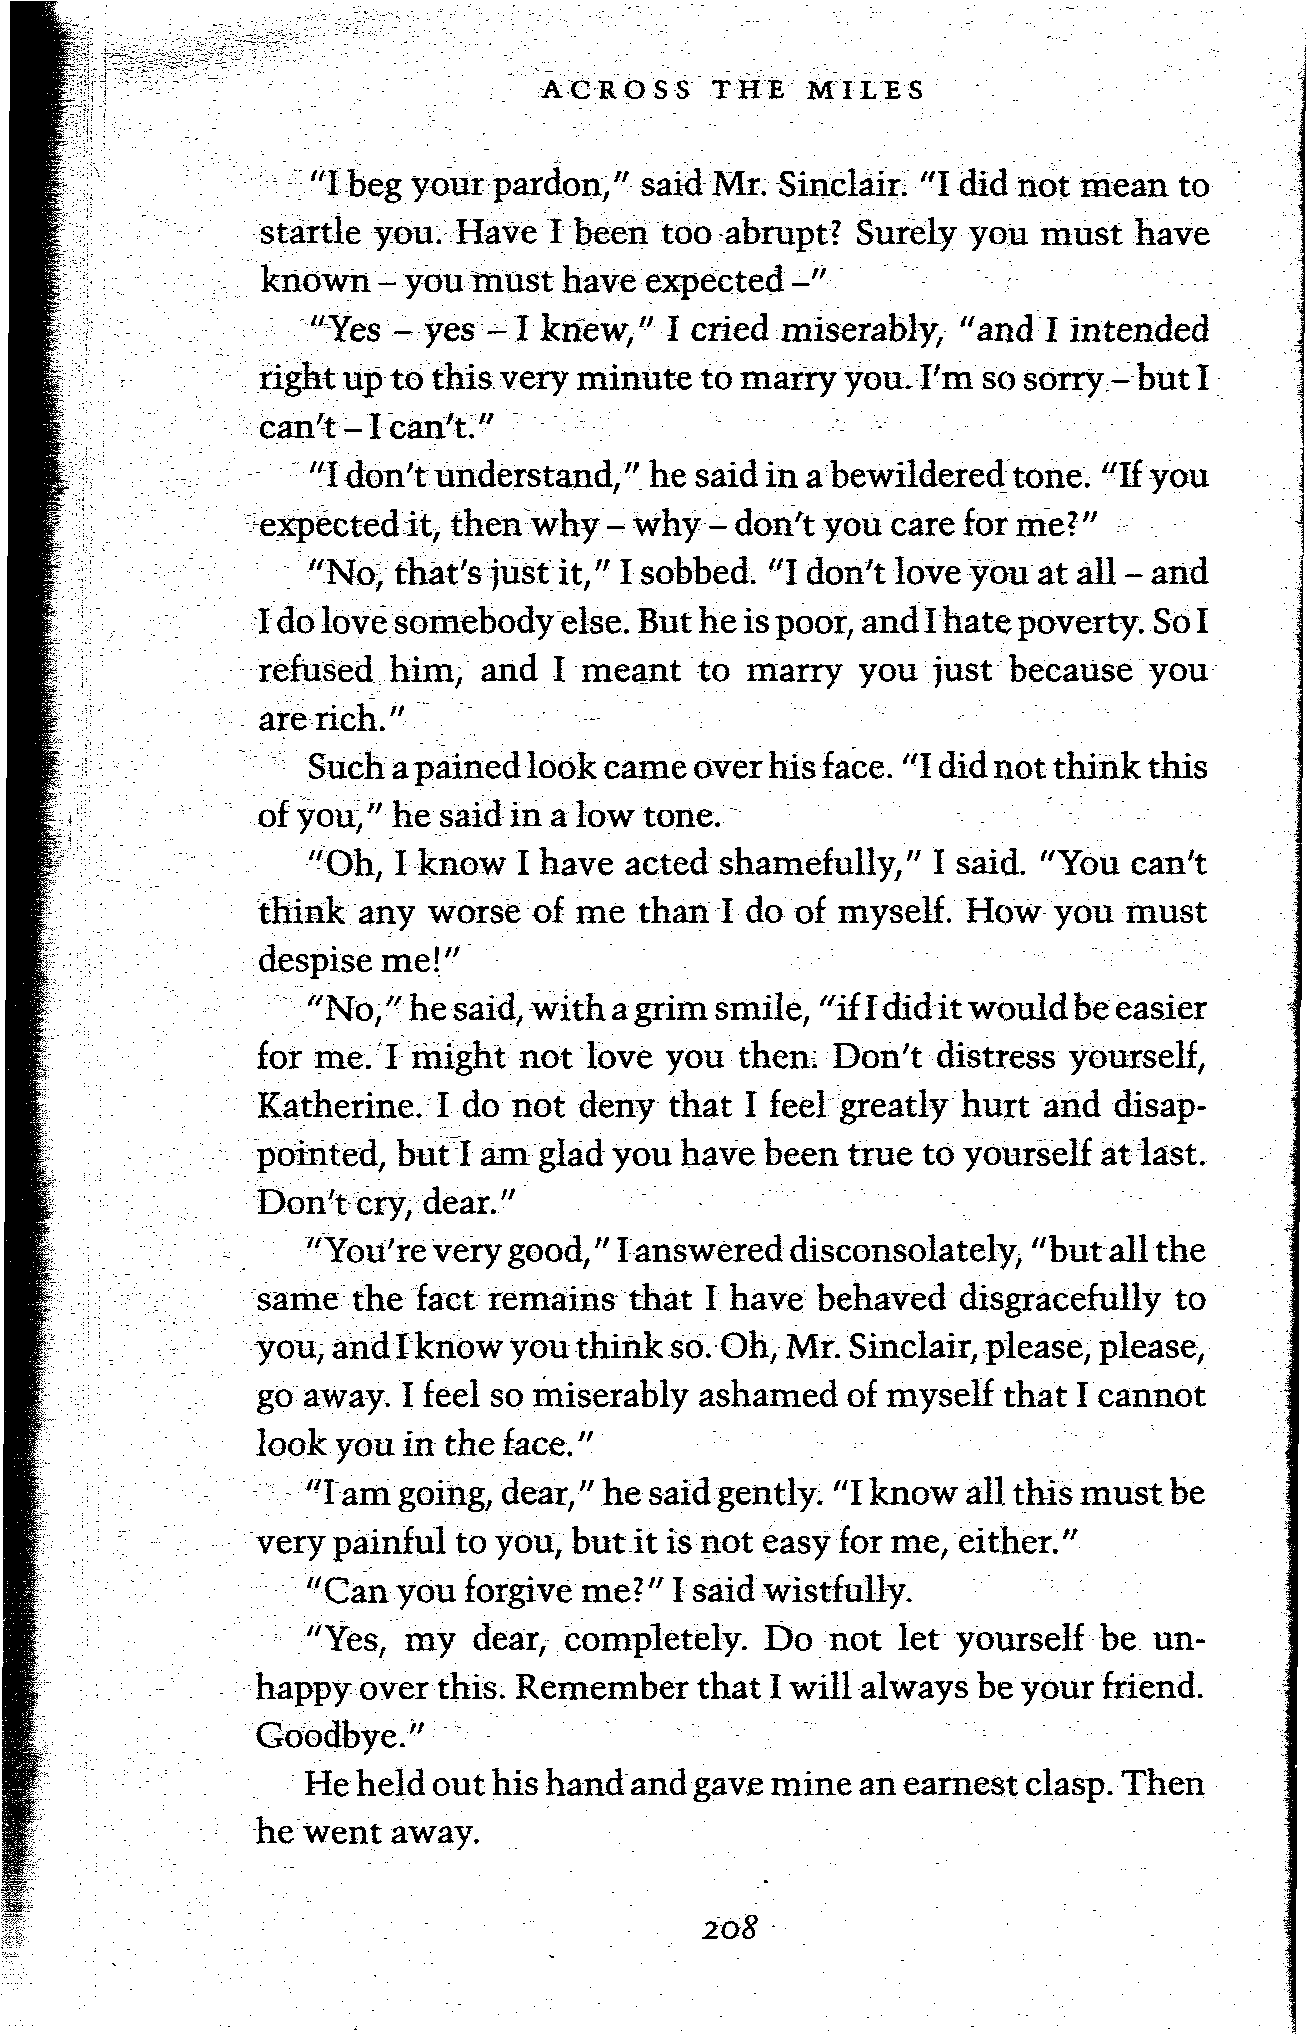 ACROSS THE MILES
"I beg your pardon," said Mr. Sinclair. "I did not mean to
startle you. Have I been too abrupt? Surely you must have
known – you must have expected –"
"Yes – yes – I knew," I cried miserably, "and I intended
right up to this very minute to marry you. I'm so sorry – but I
can't – I can't."
"I don't understand," he said in a bewildered tone. "If you
expected it, then why – why – don't you care for me?"
"No, that's just it," I sobbed. "I don't love you at all – and
I do love somebody else. But he is poor, and I hate poverty. So I
refused him, and I meant to marry you just because you
are rich."
Such a pained look came over his face. "I did not think this
of you," he said in a low tone.
"Oh, I know I have acted shamefully," I said. "You can't
think any worse of me than I do of myself. How you must
despise me!"
"No," he said, with a grim smile, "if I did it would be easier
for me. I might not love you then. Don't distress yourself,
Katherine. I do not deny that I feel greatly hurt and disap-
pointed, but I am glad you have been true to yourself at last.
Don't cry, dear."
"You're very good," I answered disconsolately, "but all the
same the fact remains that I have behaved disgracefully to
you, and I know you think so. Oh, Mr. Sinclair, please, please,
go away. I feel so miserably ashamed of myself that I cannot
look you in the face."
"I am going, dear," he said gently. "I know all this must be
very painful to you, but it is not easy for me, either."
"Can you forgive me?" I said wistfully.
"Yes, my dear, completely. Do not let yourself be un-
happy over this. Remember that I will always be your friend.
Goodbye."
He held out his hand and gave mine an earnest clasp. Then
he went away.
208